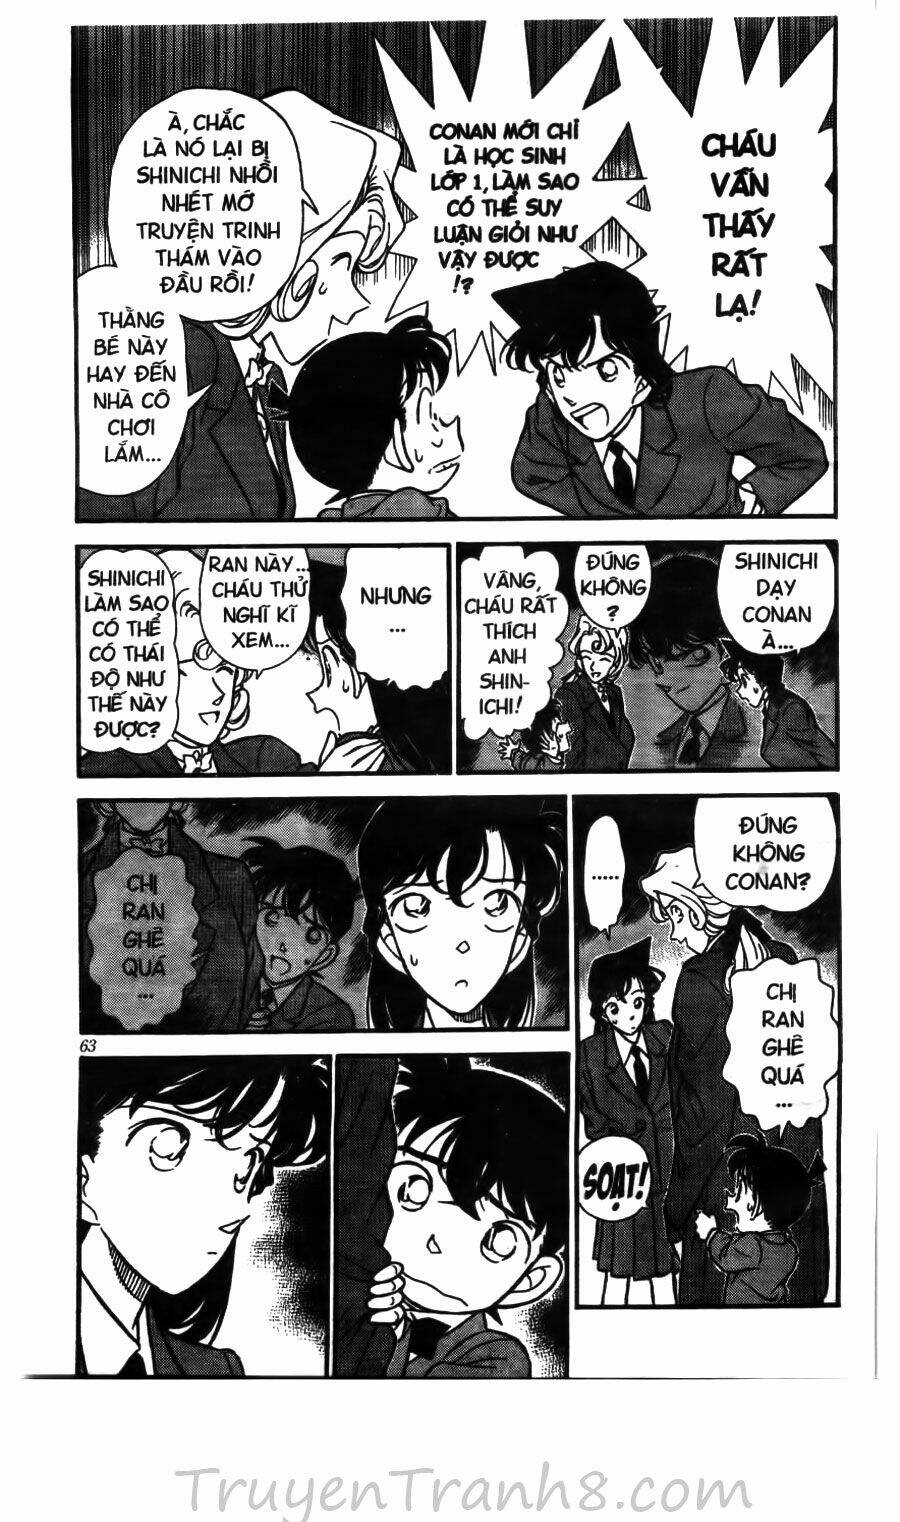 CHÁU
VẪN
THẤY
RẤT
LẠ!
CONAN MỚI CHỈ
LÀ HỌC SINH
LỚP 1, LÀM SAO
CÓ THỂ SUY
LUẬN GIỎI NHƯ
VẬY ĐƯỢC
!?
À, CHẮC
LÀ NÓ LẠI BỊ
SHINICHI NHỒI
NHÉT MỚ
TRUYỆN TRINH
THÁM VÀO
ĐẦU RỒI!
THẰNG
BÉ NÀY
HAY ĐẾN
NHÀ CÔ
CHƠI
LẮM...
SHINICHI
DẠY
CONAN
À...
ĐÚNG
KHÔNG
?
VÂNG,
CHÁU RẤT
THÍCH
ANH
SHIN-
ICHI!
NHƯNG
...
RAN NÀY...
CHÁU THỬ
NGHĨ KĨ
XEM...
SHINICHI
LÀM SAO
CÓ THỂ
CÓ THÁI
ĐỘ NHƯ
THẾ NÀY
ĐƯỢC?
ĐÚNG
KHÔNG
CONAN?
......
CHỊ
RAN
GHÊ
QUÁ
...
SOẠT!
CHỊ
RAN
GHÊ
QUÁ
...
63
TruyenTranh8.com